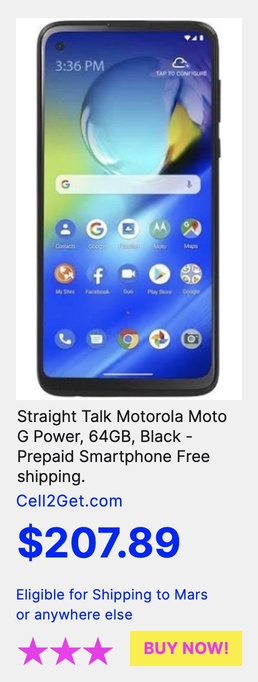 3:36 PM
TAP TO CONFIGURE
G
Contacts Google Moto Maps
My Sites Facebook Duo Play Store Google
Straight Talk Motorola Moto
G Power, 64GB, Black -
Prepaid Smartphone Free
shipping.
Cell2Get.com
$207.89
Eligible for Shipping to Mars
or anywhere else
BUY NOW!